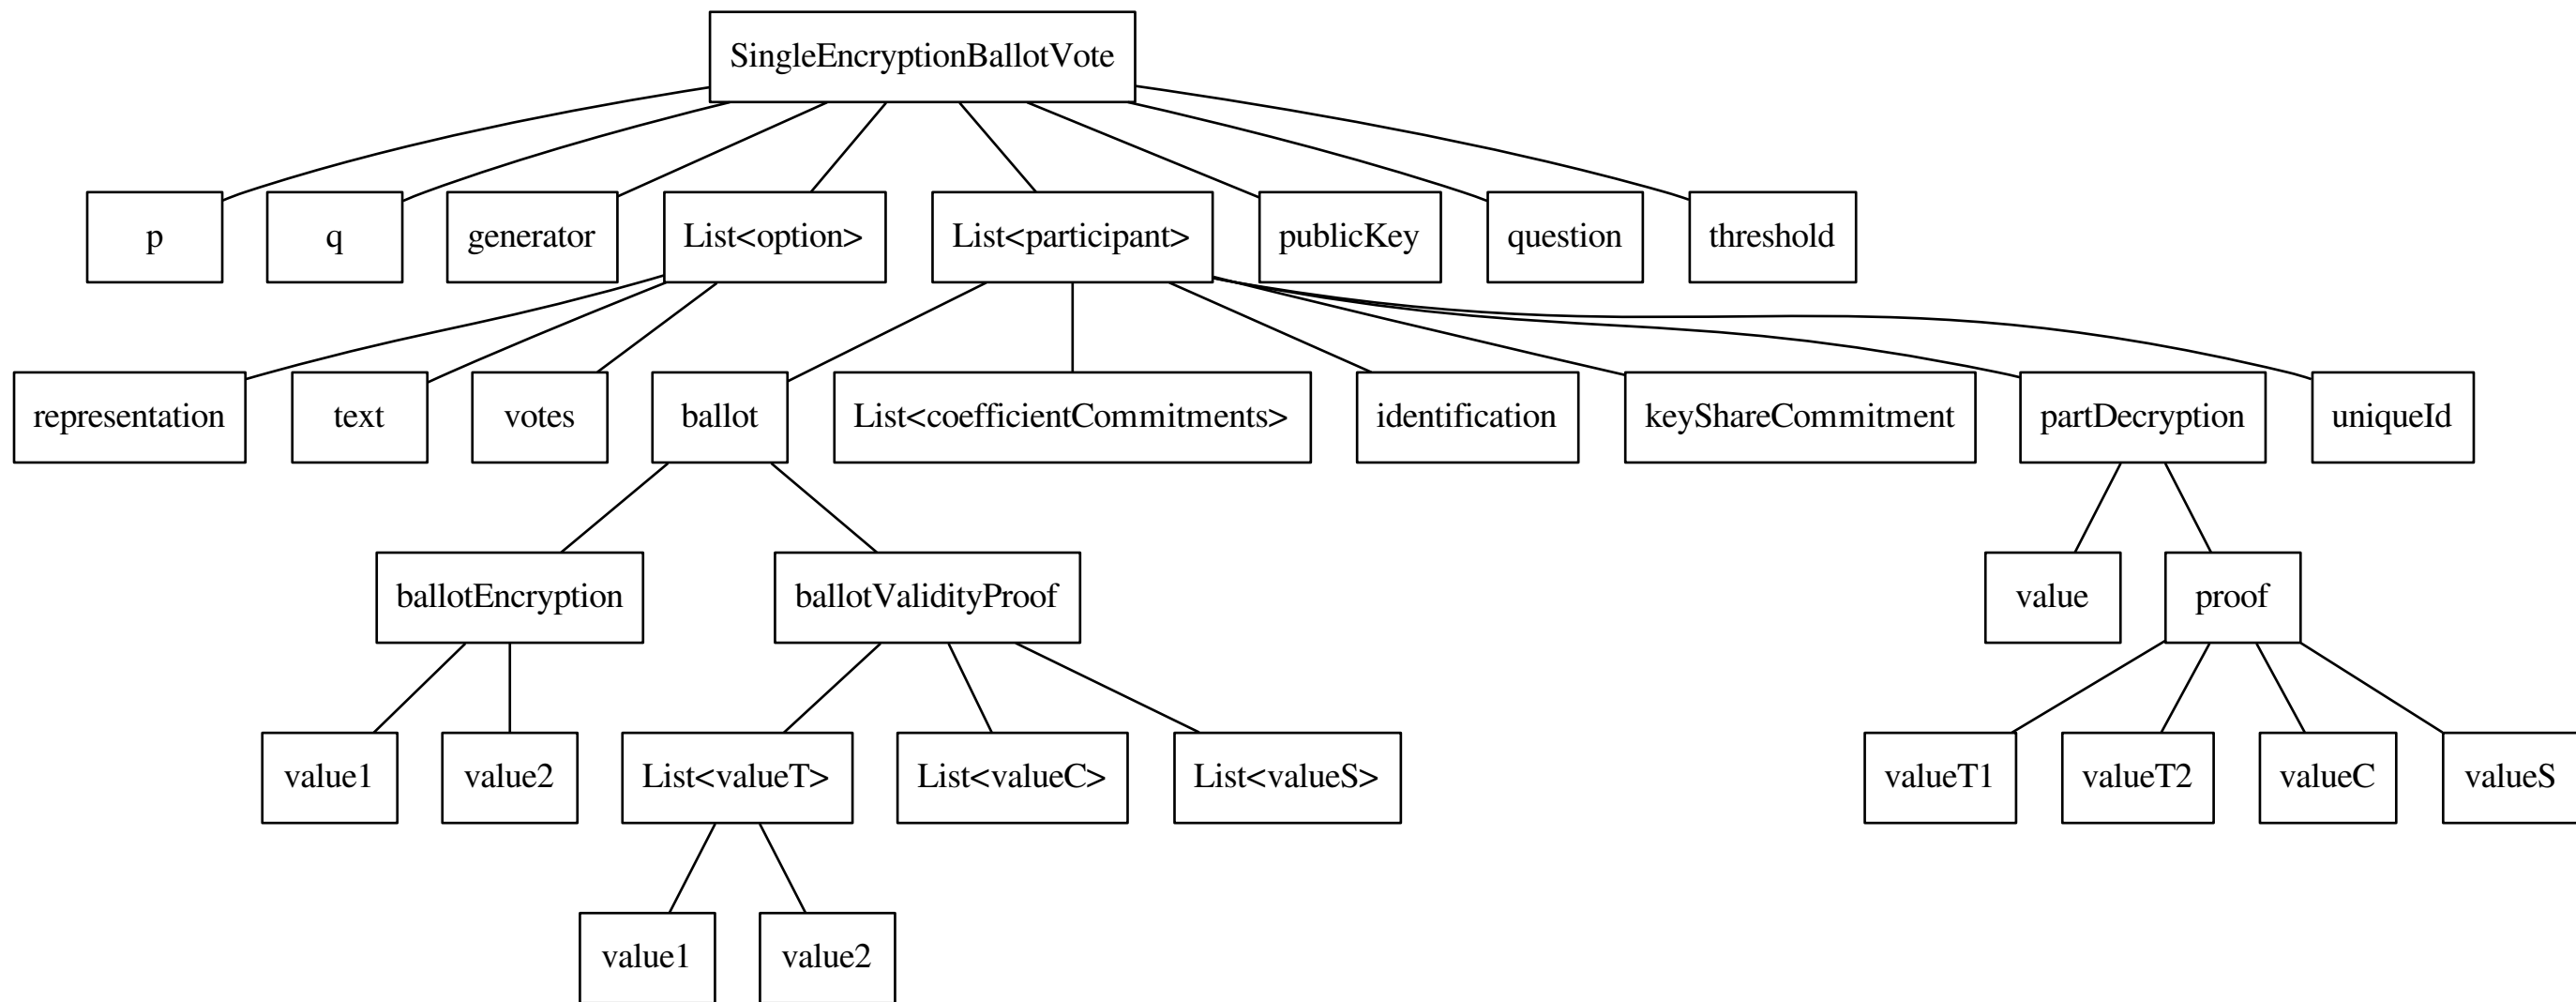 SingleEncryptionBallotVote
p
q
generator
List<option>
List<participant>
publicKey
question
threshold
representation
text
votes
ballot
List<coefficientCommitments>
identification
keyShareCommitment
partDecryption
uniqueId
ballotEncryption
ballotValidityProof
value
proof
value1
value2
List<valueT>
List<valueC>
List<valueS>
valueT1
valueT2
valueC
valueS
value1
value2